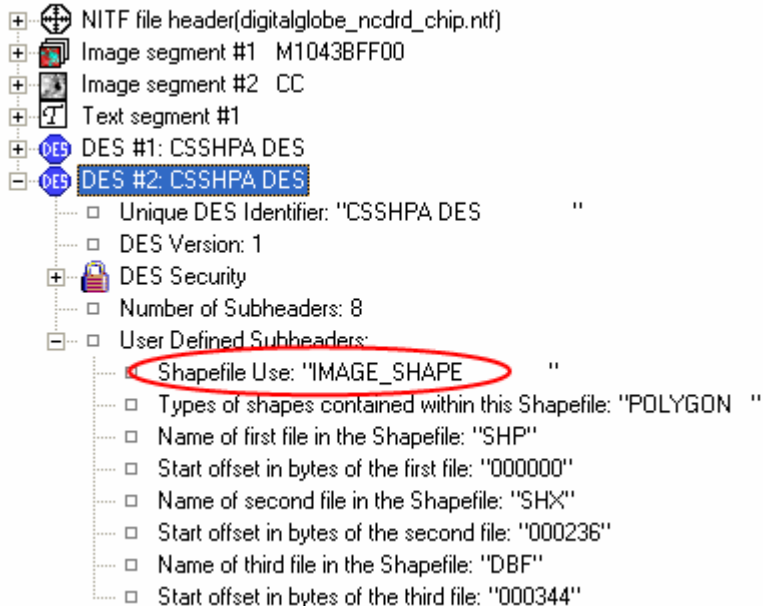 NITF file header(digitalglobe_ncdrd_chip.ntf)
Image segment #1   M1043BFF00
Image segment #2   CC
T Text segment #1
DES DES #1: CSSHPA DES
DES DES #2: CSSHPA DES
Unique DES Identifier: "CSSHPA DES               "
DES Version: 1
DES Security
Number of Subheaders: 8
User Defined Subheaders:
Shapefile Use: "IMAGE_SHAPE              "
Types of shapes contained within this Shapefile: "POLYGON   "
Name of first file in the Shapefile: "SHP"
Start offset in bytes of the first file: "000000"
Name of second file in the Shapefile: "SHX"
Start offset in bytes of the second file: "000236"
Name of third file in the Shapefile: "DBF"
Start offset in bytes of the third file: "000344"